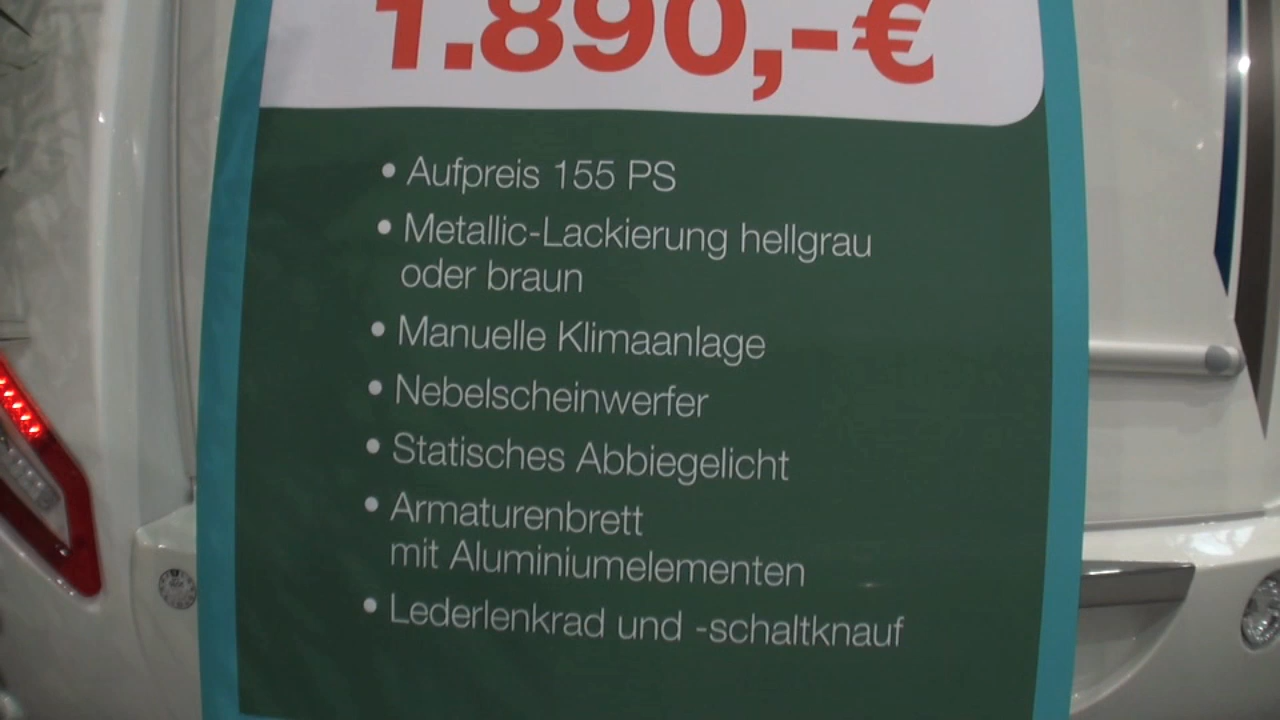 1.890,-€
• Aufpreis 155 PS
• Metallic-Lackierung hellgrau
oder braun
• Manuelle Klimaanlage
• Nebelscheinwerfer
• Statisches Abbiegelicht
• Armaturenbrett
mit Aluminiumelementen
• Lederlenkrad und -schaltknauf